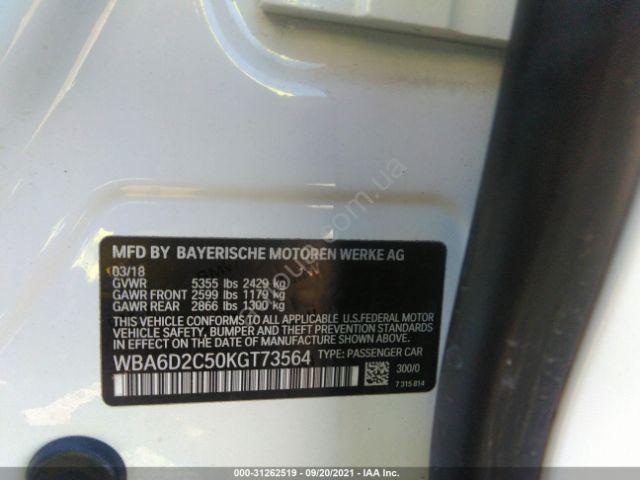 MFD BY BAYERISCHE MOTOREN WERKE AG
03/18
GVWR 5355 lbs 2429 kg
GAWR FRONT 2599 lbs 1179 kg
GAWR REAR 2866 lbs 1300 kg
THIS VEHICLE CONFORMS TO ALL APPLICABLE U.S.FEDERAL MOTOR
VEHICLE SAFETY, BUMPER AND THEFT PREVENTION STANDARDS
IN EFFECT ON THE DATE OF MANUFACTURE SHOWN ABOVE.
WBA6D2C50KGT73564 TYPE: PASSENGER CAR
300/0
7 315 814
000-31262519 - 09/20/2021 - IAA Inc.